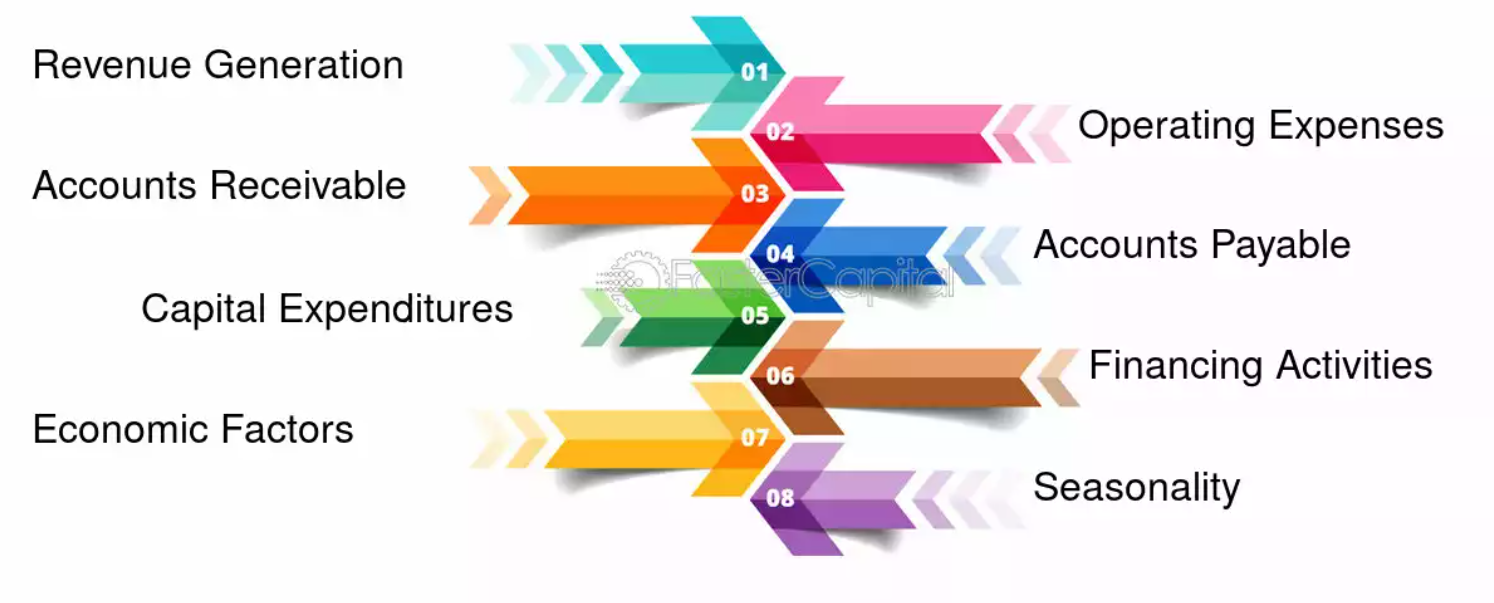 Revenue Generation
01
02
Operating Expenses
Accounts Receivable
03
04
Accounts Payable
FasterCapital
Capital Expenditures
05
06
Financing Activities
Economic Factors
07
08
Seasonality